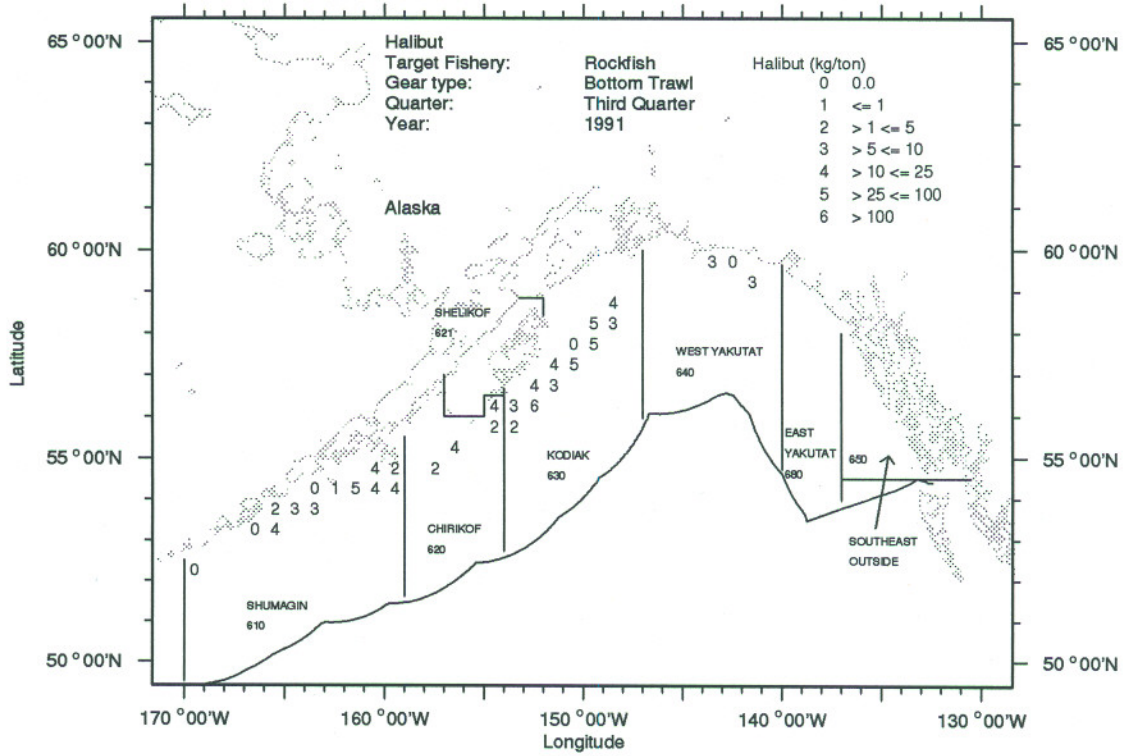 65 °00'N
65 °00'N
Halibut
Target Fishery: Rockfish
Gear type: Bottom Trawl
Quarter: Third Quarter
Year: 1991
Halibut (kg/ton)
0 0.0
1 <= 1
2 > 1 <= 5
3 > 5 <= 10
4 > 10 <= 25
5 > 25 <= 100
6 > 100
Alaska
60 °00'N
60 °00'N
3 0
3
SHELIKOF
621
4
5 3
0 5
4 5
4 3
4 3 6
2 2
4
4 2 2
0 1 5 4 4
2 3 3
0 4
0
WEST YAKUTAT
640
EAST
YAKUTAT
680
650
KODIAK
630
CHIRIKOF
620
SOUTHEAST
OUTSIDE
SHUMAGIN
610
55 °00'N
55 °00'N
50 °00'N
50 °00'N
Latitude
170 °00'W 160 °00'W 150 °00'W 140 °00'W 130 °00'W
Longitude